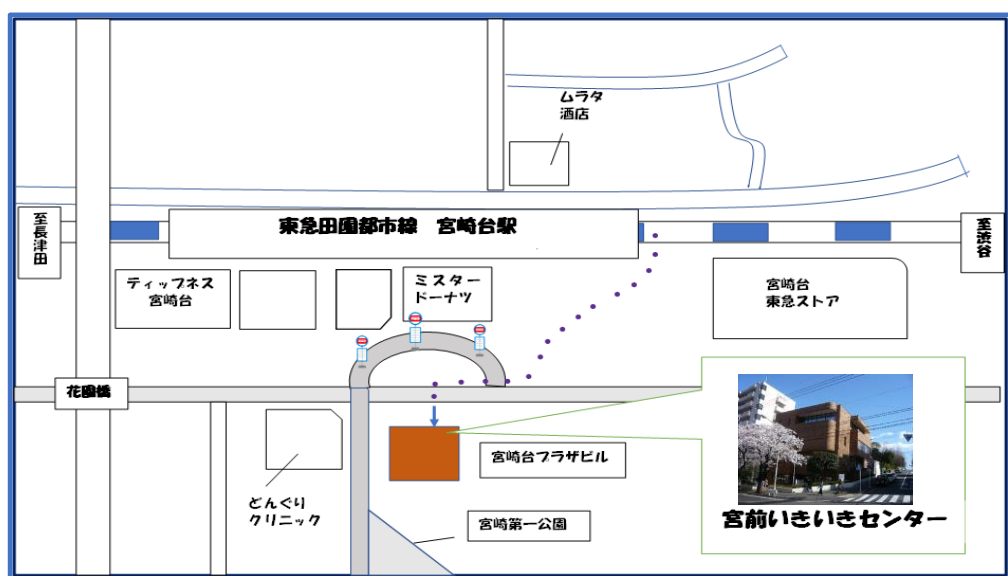 ムラタ
酒店
至長津田
東急田園都市線 宮崎台駅
至渋谷
ティップネス
宮崎台
ミスター
ドーナツ
宮崎台
東急ストア
花園橋
宮崎台プラザビル
どんぐり
クリニック
宮崎第一公園
宮前いきいきセンター